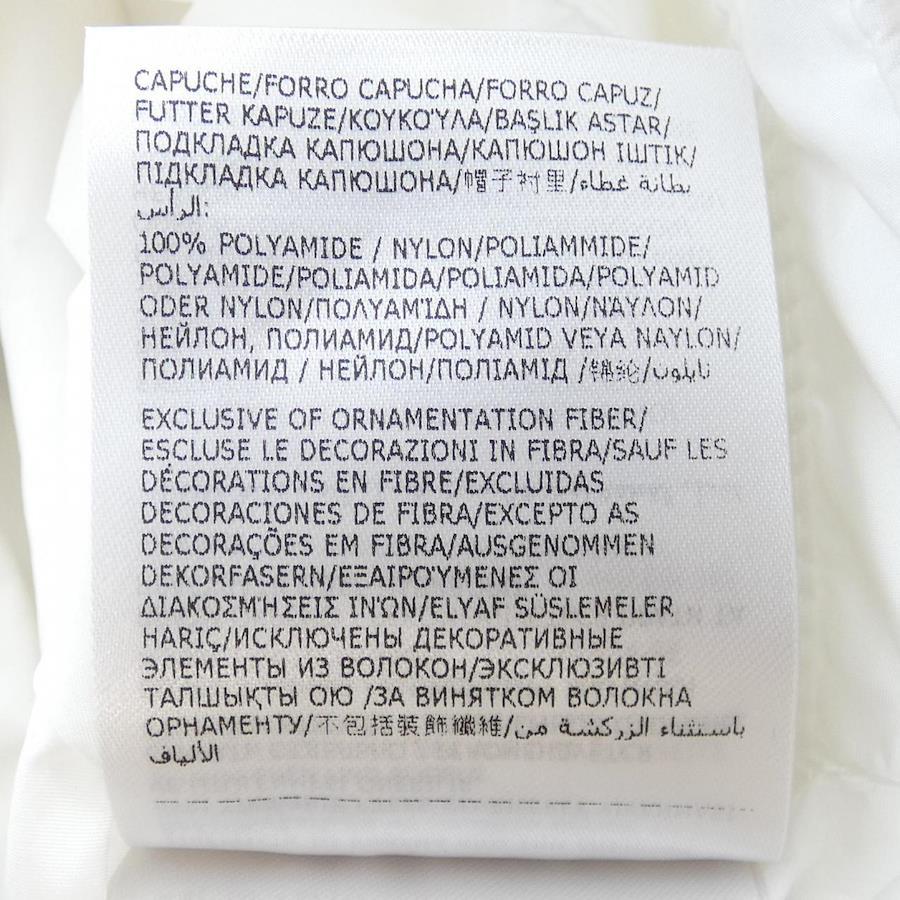 CAPUCHE/FORRO CAPUCHA/FORRO CAPUZ/
FUTTER KAPUZE/ΚΟΥΚΟΎΛΑ/BAŞLIK ASTAR/
ПОДКЛАДКА КАПЮШОНА/КАПЮШОН ІШТІК/
ПІДКЛАДКА КАПЮШОНА/帽子衬里/بطانة غطاء
الرأس:
100% POLYAMIDE / NYLON/POLIAMMIDE/
POLYAMIDE/POLIAMIDA/POLIAMIDA/POLYAMID
ODER NYLON/ΠΟΛΥΑΜΊΔΗ / NYLON/ΝΆΥΛΟΝ/
НЕЙЛОН, ПОЛИАМИД/POLYAMID VEYA NAYLON/
ПОЛИАМИД / НЕЙЛОН/ПОЛІАМІД /锦纶/نايلون
EXCLUSIVE OF ORNAMENTATION FIBER/
ESCLUSE LE DECORAZIONI IN FIBRA/SAUF LES
DÉCORATIONS EN FIBRE/EXCLUIDAS
DECORACIONES DE FIBRA/EXCEPTO AS
DECORAÇÕES EM FIBRA/AUSGENOMMEN
DEKORFASERN/ΕΞΑΙΡΟΎΜΕΝΕΣ ΟΙ
ΔΙΑΚΟΣΜΉΣΕΙΣ ΙΝΏΝ/ELYAF SÜSLEMELER
HARIÇ/ИСКЛЮЧЕНЫ ДЕКОРАТИВНЫЕ
ЭЛЕМЕНТЫ ИЗ ВОЛОКОН/ЭКСКЛЮЗИВТІ
ТАЛШЫҚТЫ ОЮ /ЗА ВИНЯТКОМ ВОЛОКНА
ОРНАМЕНТУ/不包括装飾纖維/باستثناء الزركشة من
الألياف